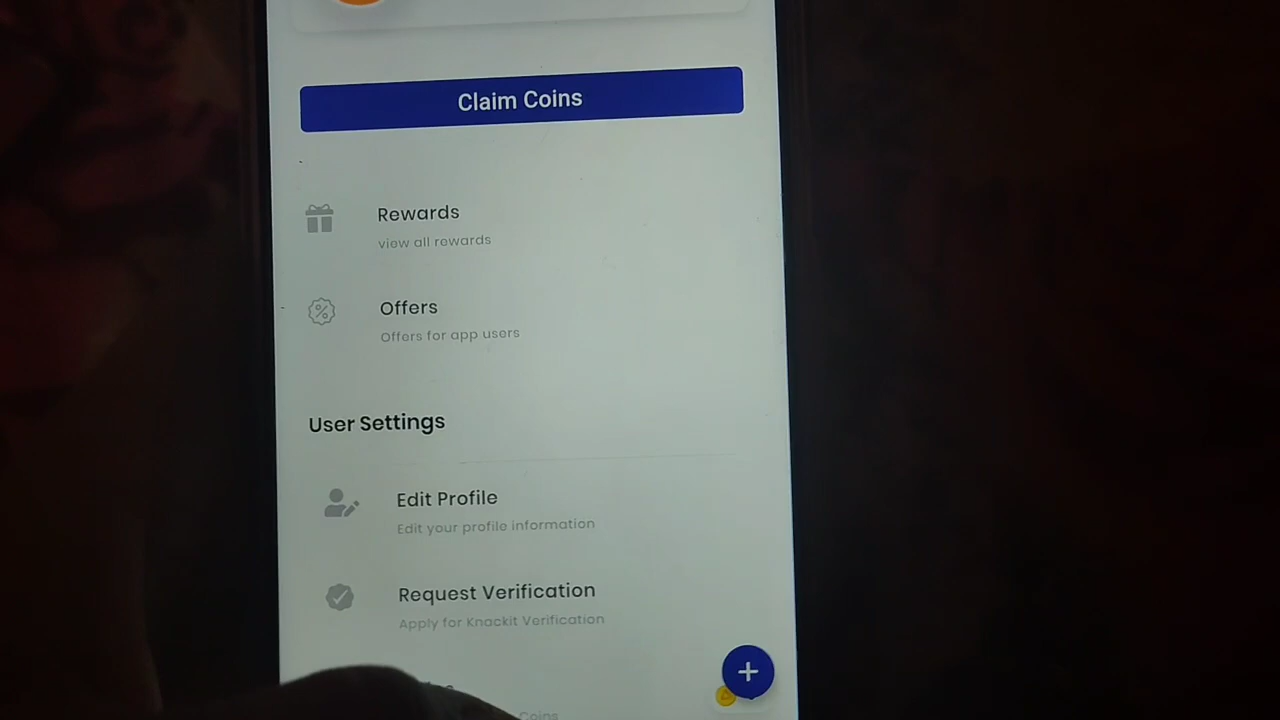 Claim Coins
Rewards
view all rewards
Offers
Offers for app users
User Settings
Edit Profile
Edit your profile information
Request Verification
Apply for Knackit Verification
Coins